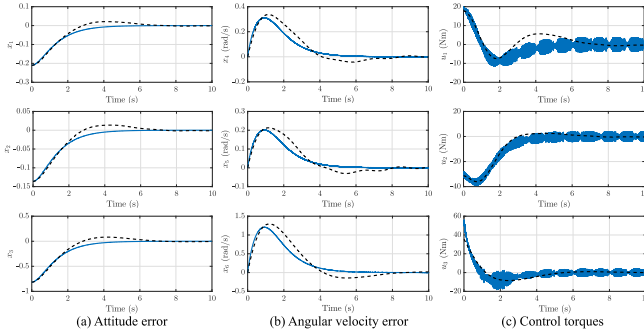 0.1
0
-0.1
-0.2
-0.3
0 2 4 6 8 10
Time (s)
x1
0.4
0.2
0
-0.2
0 2 4 6 8 10
Time (s)
x4 (rad/s)
20
10
0
-10
-20
0 2 4 6 8 10
Time (s)
u1 (Nm)
0.05
0
-0.05
-0.1
-0.15
0 2 4 6 8 10
Time (s)
x2
0.3
0.2
0.1
0
-0.1
0 2 4 6 8 10
Time (s)
x5 (rad/s)
20
0
-20
-40
0 2 4 6 8 10
Time (s)
u2 (Nm)
0.5
0
-0.5
-1
0 2 4 6 8 10
Time (s)
x3
1.5
1
0.5
0
-0.5
0 2 4 6 8 10
Time (s)
x6 (rad/s)
60
40
20
0
-20
0 2 4 6 8 10
Time (s)
u3 (Nm)
(a) Attitude error
(b) Angular velocity error
(c) Control torques